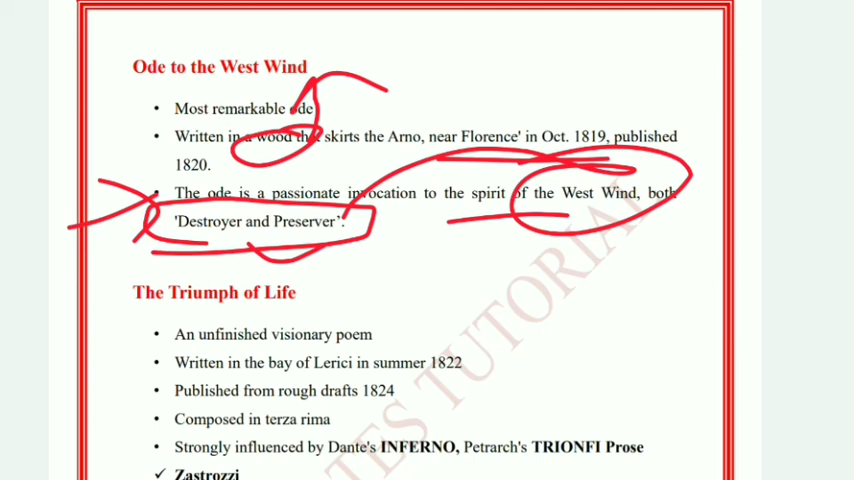 Ode to the West Wind
• Most remarkable ode
• Written in a wood that skirts the Arno, near Florence' in Oct. 1819, published
1820.
• The ode is a passionate invocation to the spirit of the West Wind, both
'Destroyer and Preserver'.
The Triumph of Life
• An unfinished visionary poem
• Written in the bay of Lerici in summer 1822
• Published from rough drafts 1824
• Composed in terza rima
• Strongly influenced by Dante's INFERNO, Petrarch's TRIONFI Prose
✓ Zastrozzi
TES TUTORIAL